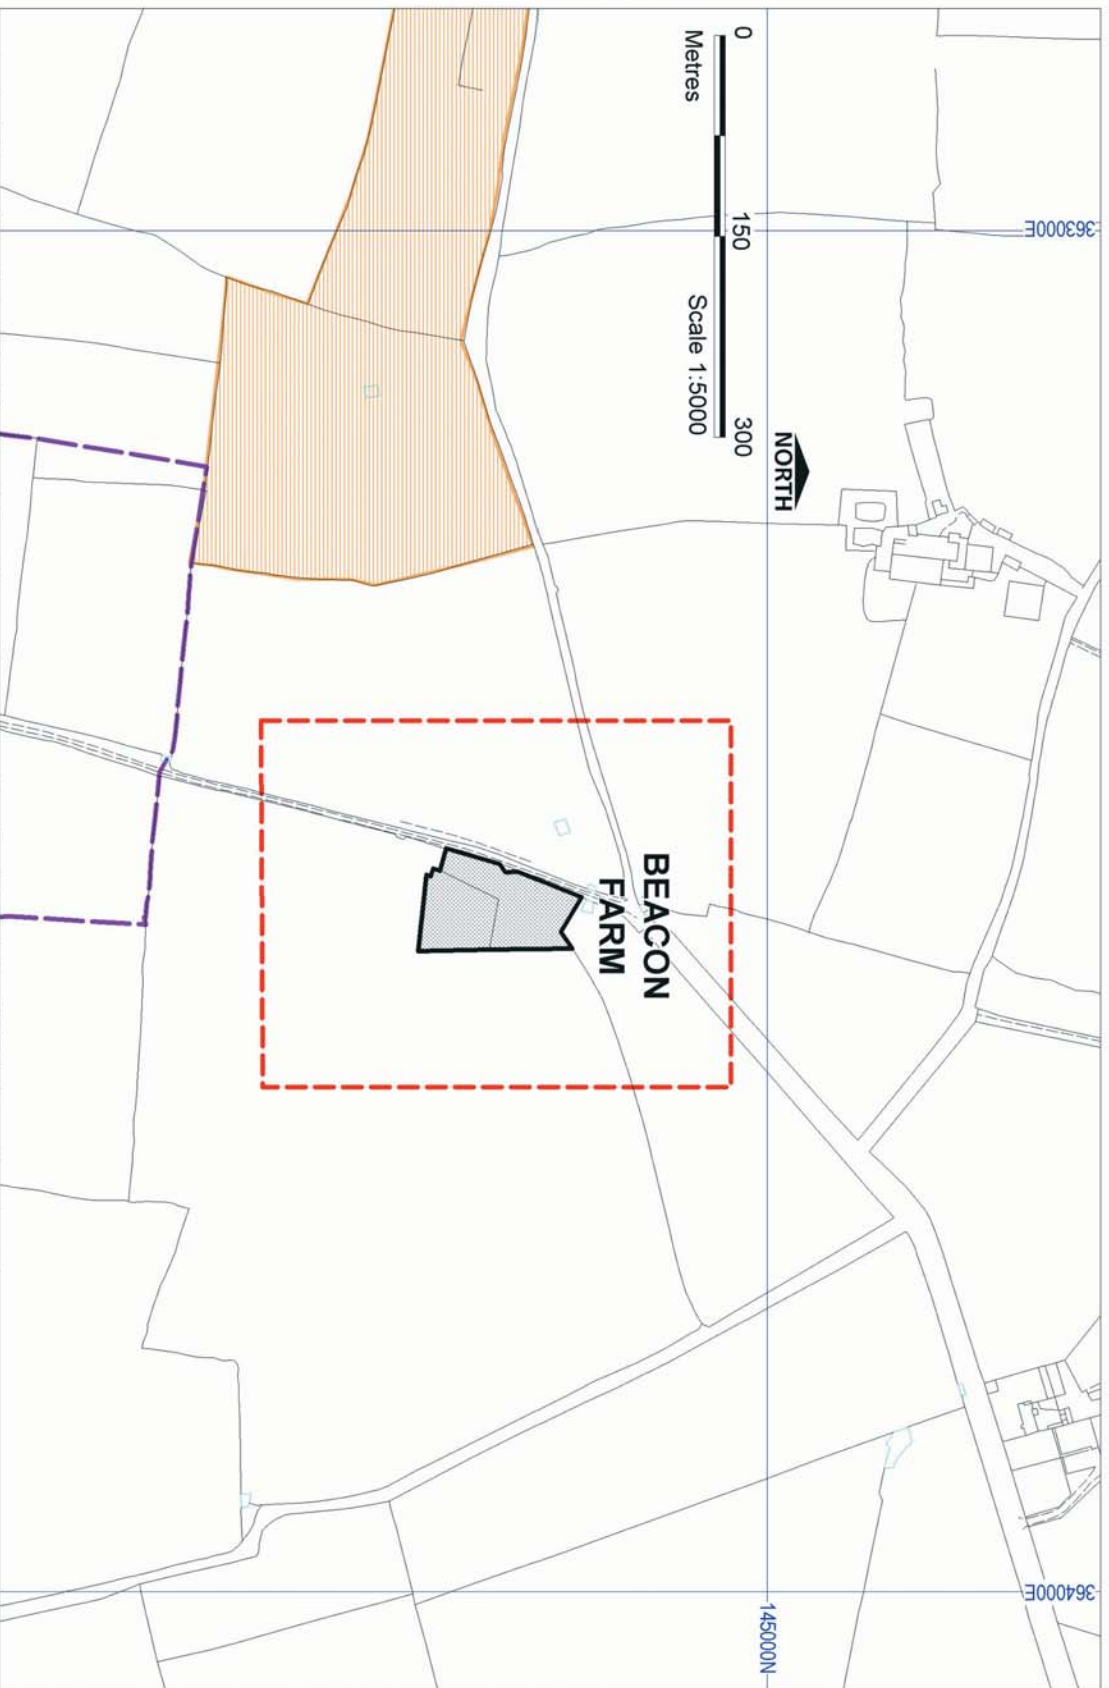 363000E
364000E
145000N
NORTH
0
150
300
Metres
Scale 1:5000
BEACON
FARM